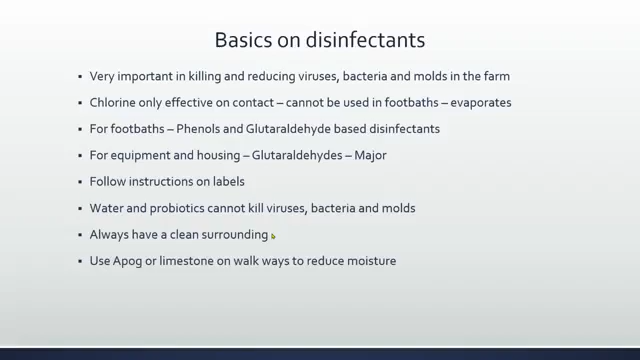 Basics on disinfectants
▪ Very important in killing and reducing viruses, bacteria and molds in the farm
▪ Chlorine only effective on contact – cannot be used in footbaths – evaporates
▪ For footbaths – Phenols and Glutaraldehyde based disinfectants
▪ For equipment and housing – Glutaraldehydes – Major
▪ Follow instructions on labels
▪ Water and probiotics cannot kill viruses, bacteria and molds
▪ Always have a clean surrounding
▪ Use Apog or limestone on walk ways to reduce moisture